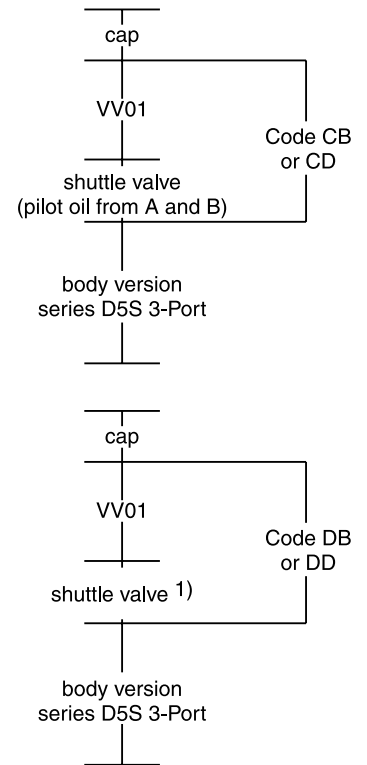 cap
VV01
Code CB
or CD
shuttle valve
(pilot oil from A and B)
body version
series D5S 3-Port
cap
VV01
Code DB
or DD
shuttle valve 1)
body version
series D5S 3-Port